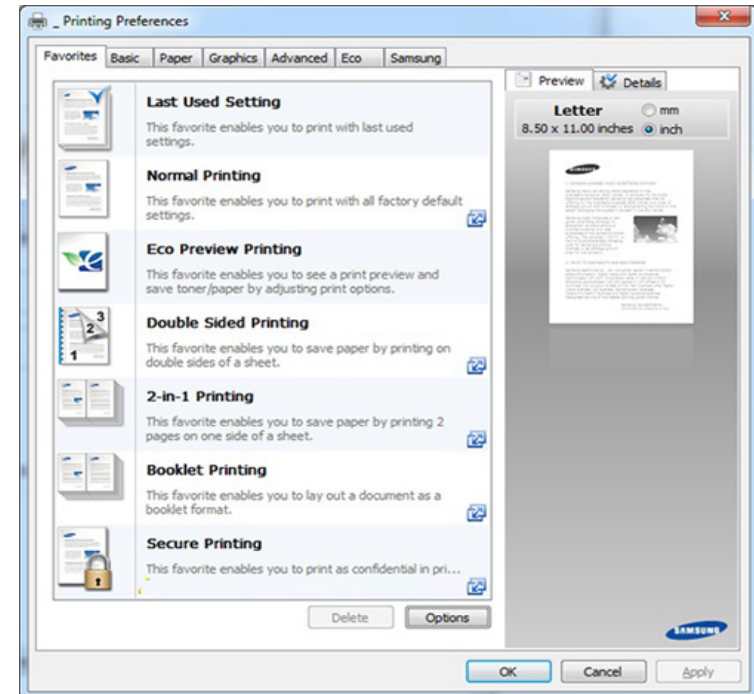 _ Printing Preferences
Favorites Basic Paper Graphics Advanced Eco Samsung
Last Used Setting
This favorite enables you to print with last used
settings.
Normal Printing
This favorite enables you to print with all factory default
settings.
Eco Preview Printing
This favorite enables you to see a print preview and
save toner/paper by adjusting print options.
Double Sided Printing
This favorite enables you to save paper by printing on
double sides of a sheet.
2-in-1 Printing
This favorite enables you to save paper by printing 2
pages on one side of a sheet.
Booklet Printing
This favorite enables you to lay out a document as a
booklet format.
Secure Printing
This favorite enables you to print as confidential in pri...
1 2 3
Delete Options
Preview Details
Letter mm
8.50 x 11.00 inches inch
SAMSUNG
OK Cancel Apply